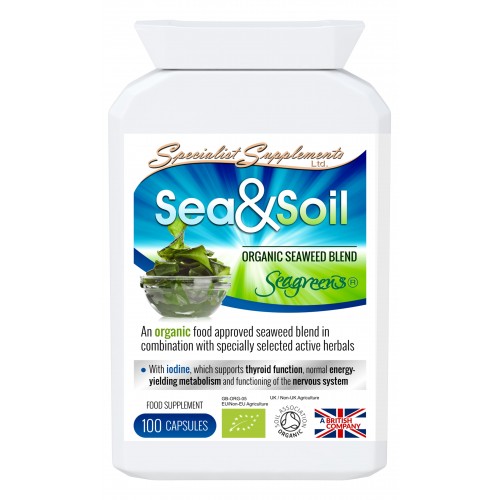 Specialist Supplements
Ltd.
Sea&Soil
ORGANIC SEAWEED BLEND
Seagreens®
An organic food approved seaweed blend in
combination with specially selected active herbals
• With iodine, which supports thyroid function, normal energy-
yielding metabolism and functioning of the nervous system
FOOD SUPPLEMENT
100 CAPSULES
GB-ORG-05
EU/Non-EU Agriculture
UK / Non-UK Agriculture
SOIL ASSOCIATION
ORGANIC
A BRITISH
COMPANY